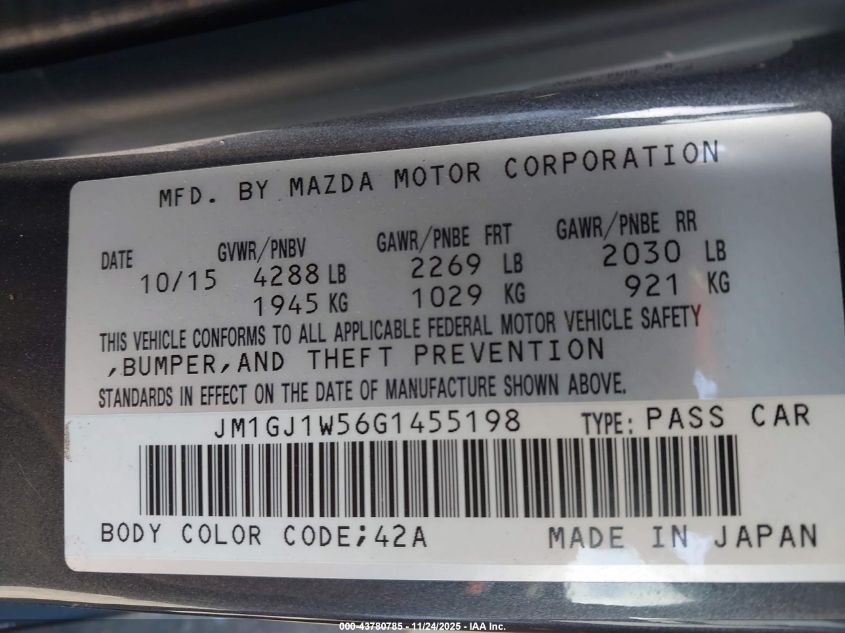 MFD. BY MAZDA MOTOR CORPORATION
DATE GVWR/PNBV GAWR/PNBE FRT GAWR/PNBE RR
10/15 4288 LB 2269 LB 2030 LB
1945 KG 1029 KG 921 KG
THIS VEHICLE CONFORMS TO ALL APPLICABLE FEDERAL MOTOR VEHICLE SAFETY
,BUMPER,AND THEFT PREVENTION
STANDARDS IN EFFECT ON THE DATE OF MANUFACTURE SHOWN ABOVE.
JM1GJ1W56G1455198 TYPE: PASS CAR
BODY COLOR CODE;42A MADE IN JAPAN
000-43780785 - 11/24/2025 - IAA Inc.